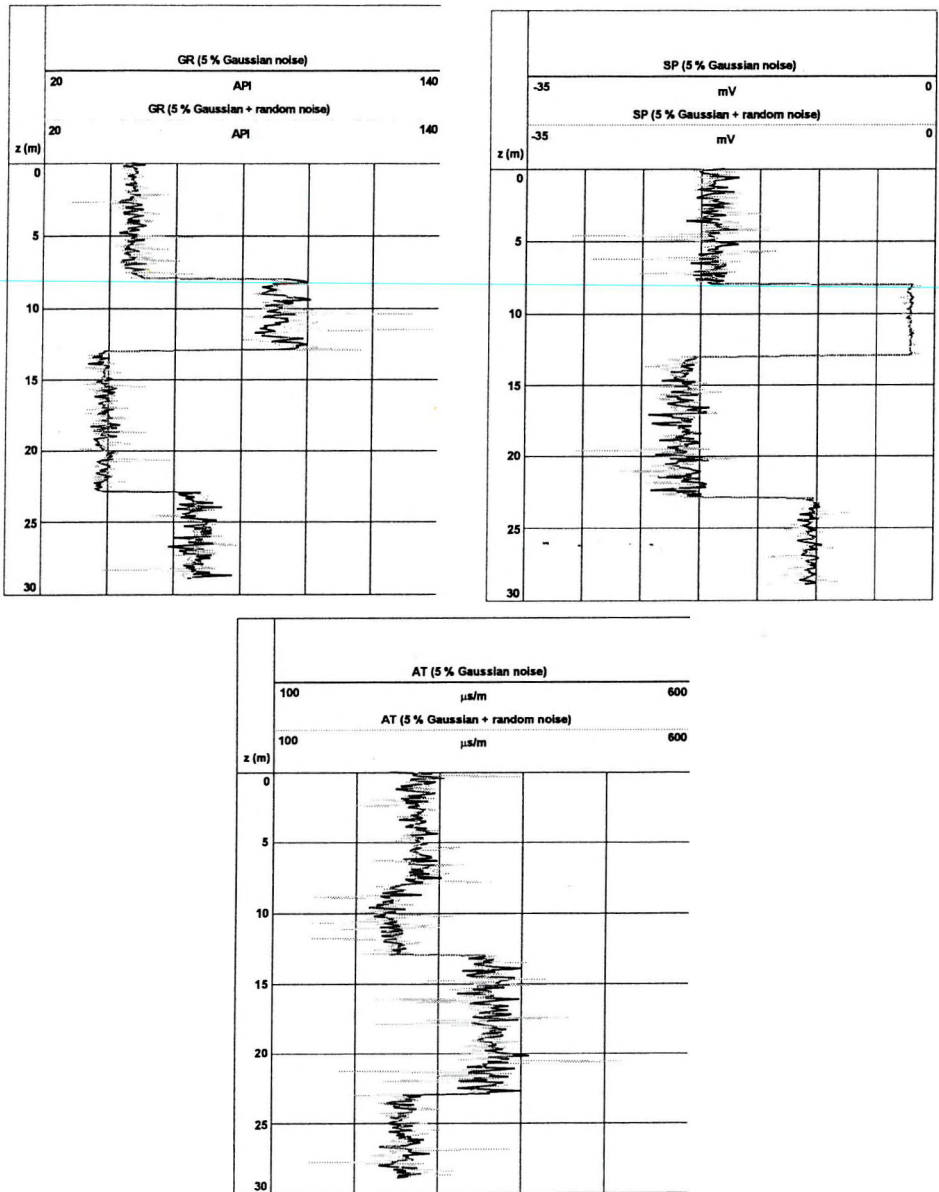 GR (5 % Gaussian noise)
20 140
API
GR (5 % Gaussian + random noise)
20 140
API
z (m)
0
5
10
15
20
25
30
SP (5 % Gaussian noise)
-35 0
mV
SP (5 % Gaussian + random noise)
-35 0
mV
z (m)
0
5
10
15
20
25
30
AT (5 % Gaussian noise)
100 600
µs/m
AT (5 % Gaussian + random noise)
100 600
µs/m
z (m)
0
5
10
15
20
25
30